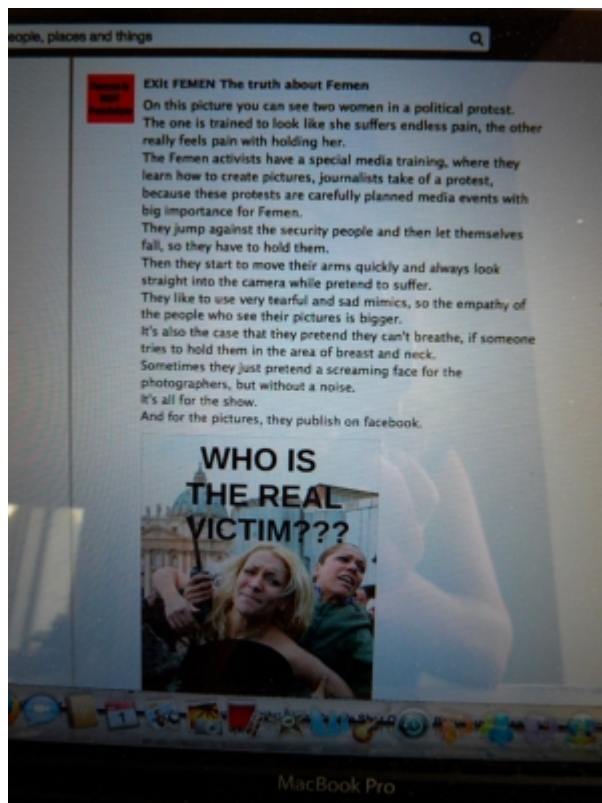 eople, places and things
EXit FEMEN The truth about Femen
On this picture you can see two women in a political protest.
The one is trained to look like she suffers endless pain, the other
really feels pain with holding her.
The Femen activists have a special media training, where they
learn how to create pictures, journalists take of a protest,
because these protests are carefully planned media events with
big importance for Femen.
They jump against the security people and then let themselves
fall, so they have to hold them.
Then they start to move their arms quickly and always look
straight into the camera while pretend to suffer.
They like to use very tearful and sad mimics, so the empathy of
the people who see their pictures is bigger.
It's also the case that they pretend they can't breathe, if someone
tries to hold them in the area of breast and neck.
Sometimes they just pretend a screaming face for the
photographers, but without a noise.
It's all for the show.
And for the pictures, they publish on facebook.
WHO IS
THE REAL
VICTIM???
1
MacBook Pro